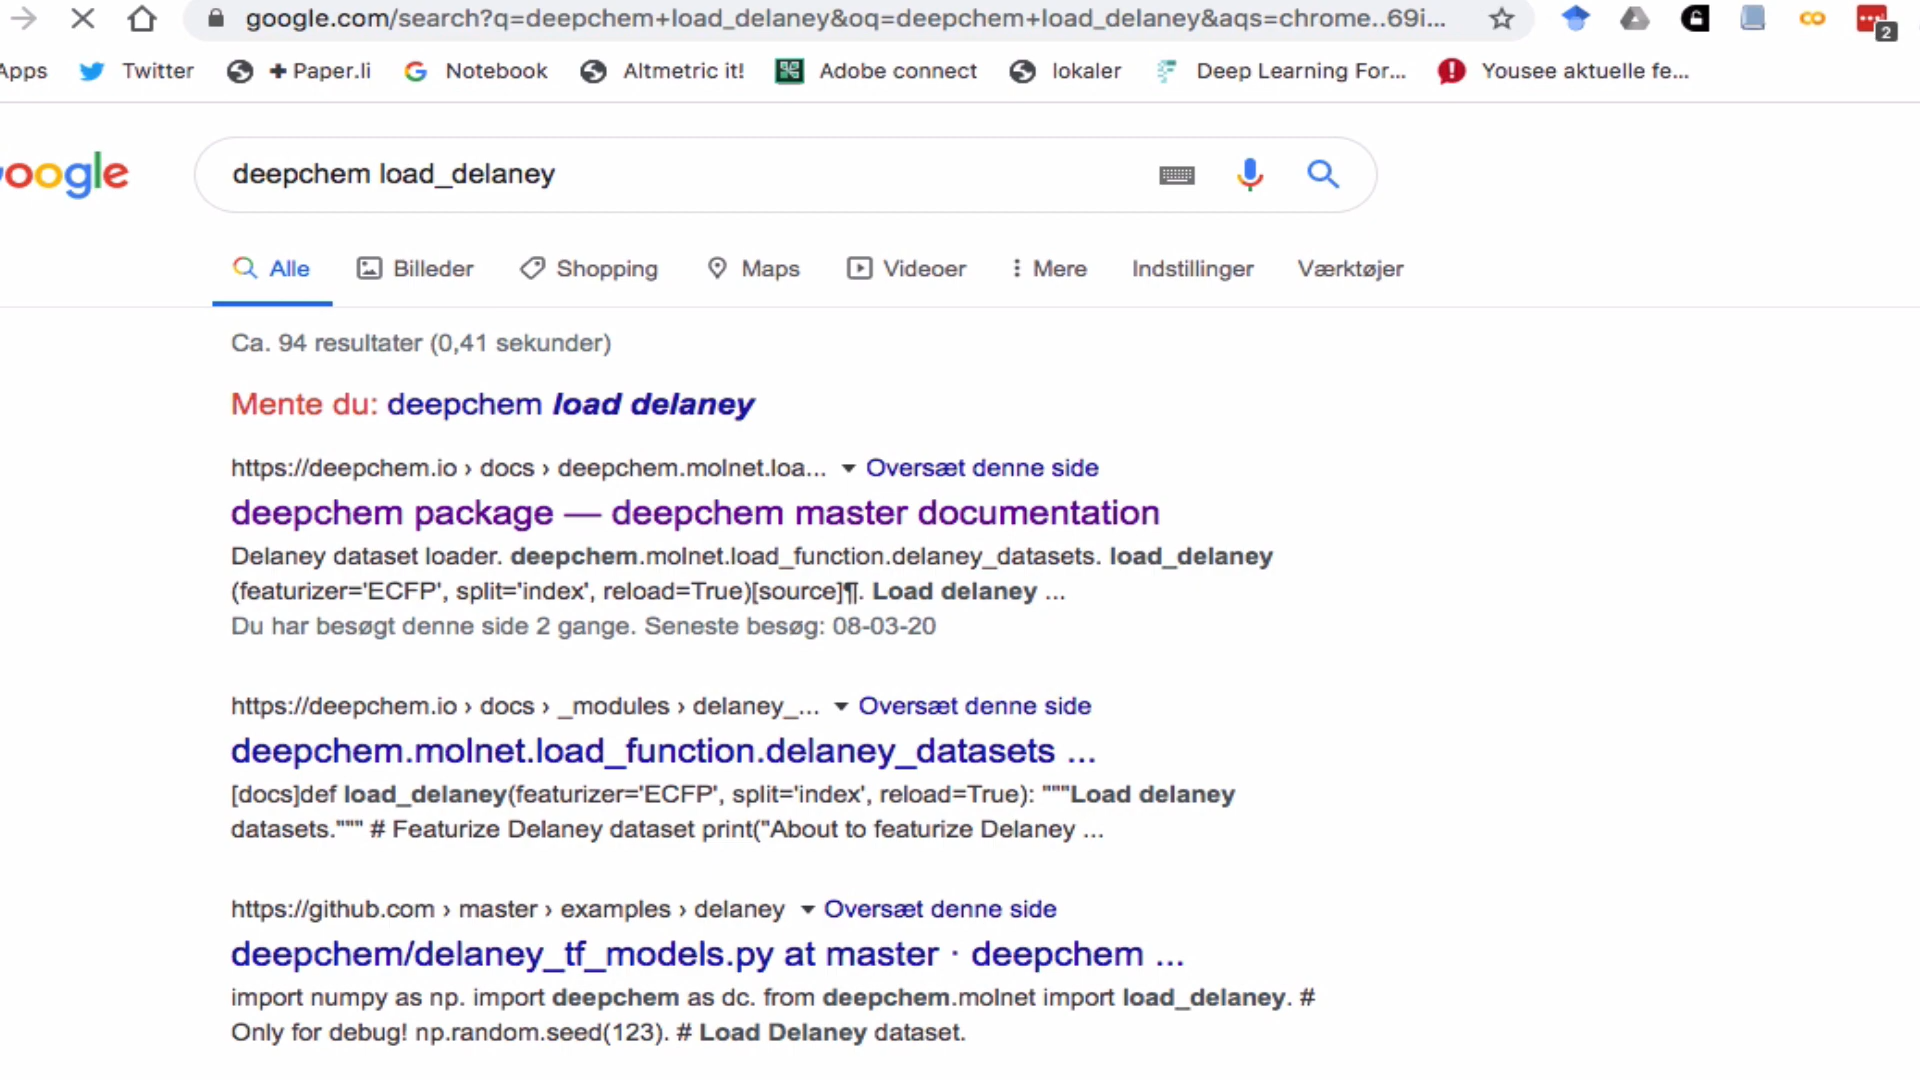 google.com/search?q=deepchem+load_delaney&oq=deepchem+load_delaney&aqs=chrome..69i...
2
Apps Twitter + Paper.li Notebook Altmetric it! Adobe connect lokaler Deep Learning For... Yousee aktuelle fe...
oogle deepchem load_delaney
Alle Billeder Shopping Maps Videoer Mere Indstillinger Værktøjer
Ca. 94 resultater (0,41 sekunder)
Mente du: deepchem load delaney
https://deepchem.io › docs › deepchem.molnet.loa... Oversæt denne side
deepchem package — deepchem master documentation
Delaney dataset loader. deepchem.molnet.load_function.delaney_datasets. load_delaney
(featurizer='ECFP', split='index', reload=True)[source]¶. Load delaney ...
Du har besøgt denne side 2 gange. Seneste besøg: 08-03-20
https://deepchem.io › docs › _modules › delaney_... Oversæt denne side
deepchem.molnet.load_function.delaney_datasets ...
[docs]def load_delaney(featurizer='ECFP', split='index', reload=True): """Load delaney
datasets.""" # Featurize Delaney dataset print("About to featurize Delaney ...
https://github.com › master › examples › delaney Oversæt denne side
deepchem/delaney_tf_models.py at master · deepchem ...
import numpy as np. import deepchem as dc. from deepchem.molnet import load_delaney. #
Only for debug! np.random.seed(123). # Load Delaney dataset.